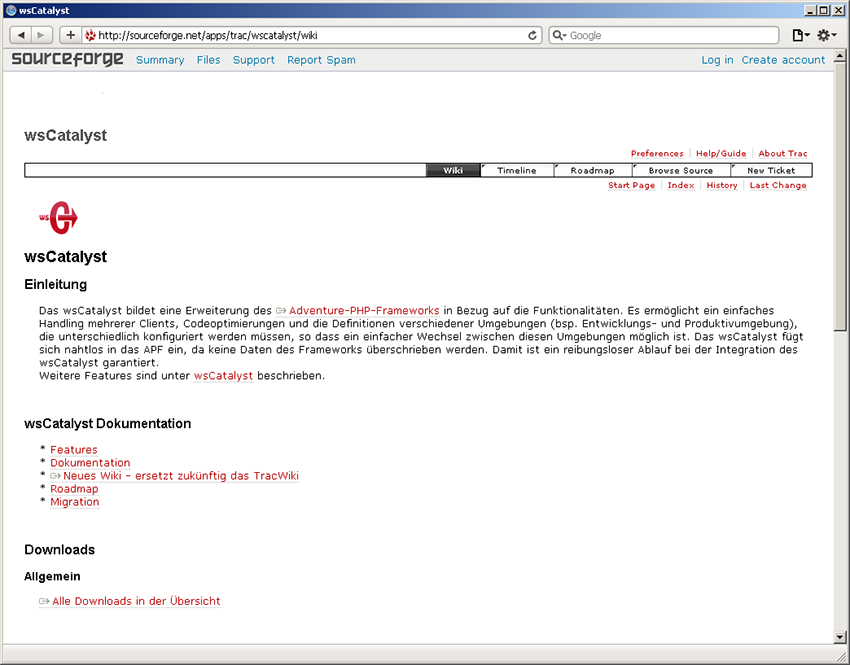 wsCatalyst
http://sourceforge.net/apps/trac/wscatalyst/wiki
Google
sourceforge Summary Files Support Report Spam Log in Create account
wsCatalyst
Preferences Help/Guide About Trac
Wiki Timeline Roadmap Browse Source New Ticket
Start Page Index History Last Change
ws C
wsCatalyst
Einleitung
Das wsCatalyst bildet eine Erweiterung des Adventure-PHP-Frameworks in Bezug auf die Funktionalitäten. Es ermöglicht ein einfaches
Handling mehrerer Clients, Codeoptimierungen und die Definitionen verschiedener Umgebungen (bsp. Entwicklungs- und Produktivumgebung),
die unterschiedlich konfiguriert werden müssen, so dass ein einfacher Wechsel zwischen diesen Umgebungen möglich ist. Das wsCatalyst fügt
sich nahtlos in das APF ein, da keine Daten des Frameworks überschrieben werden. Damit ist ein reibungsloser Ablauf bei der Integration des
wsCatalyst garantiert.
Weitere Features sind unter wsCatalyst beschrieben.
wsCatalyst Dokumentation
* Features
* Dokumentation
* Neues Wiki - ersetzt zukünftig das TracWiki
* Roadmap
* Migration
Downloads
Allgemein
Alle Downloads in der Übersicht